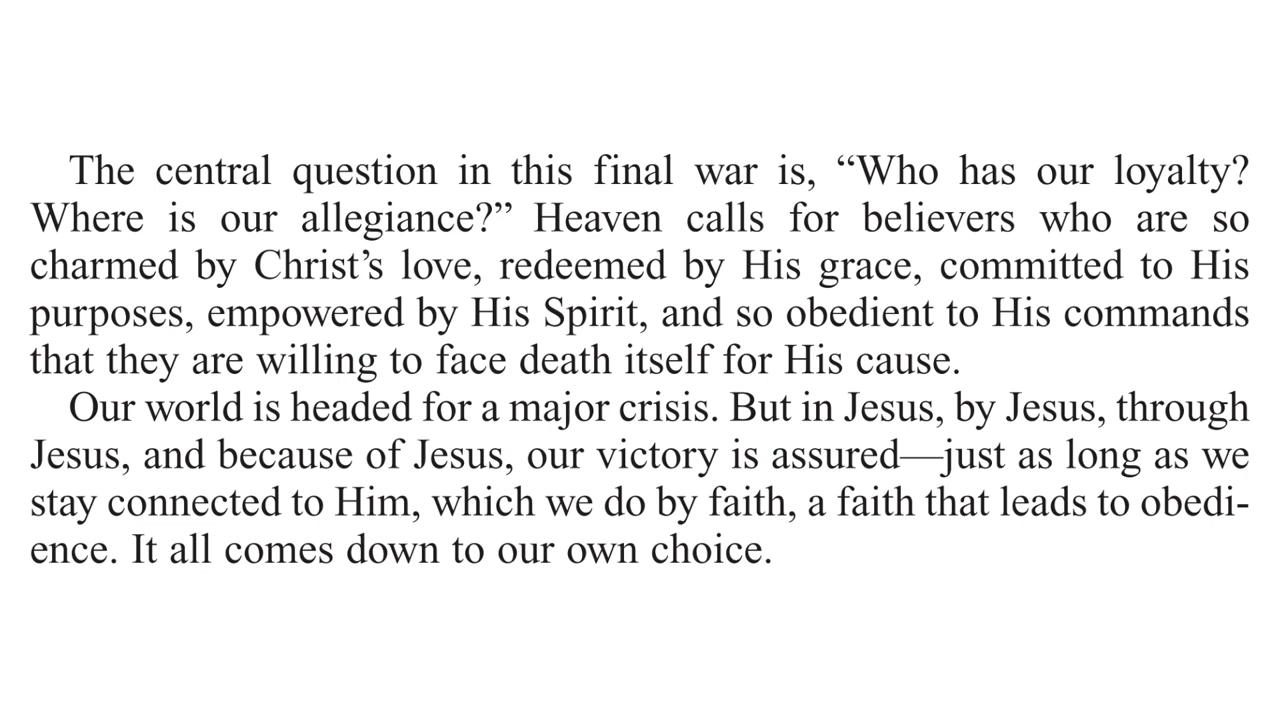 The central question in this final war is, “Who has our loyalty?
Where is our allegiance?” Heaven calls for believers who are so
charmed by Christ’s love, redeemed by His grace, committed to His
purposes, empowered by His Spirit, and so obedient to His commands
that they are willing to face death itself for His cause.
Our world is headed for a major crisis. But in Jesus, by Jesus, through
Jesus, and because of Jesus, our victory is assured—just as long as we
stay connected to Him, which we do by faith, a faith that leads to obedi-
ence. It all comes down to our own choice.